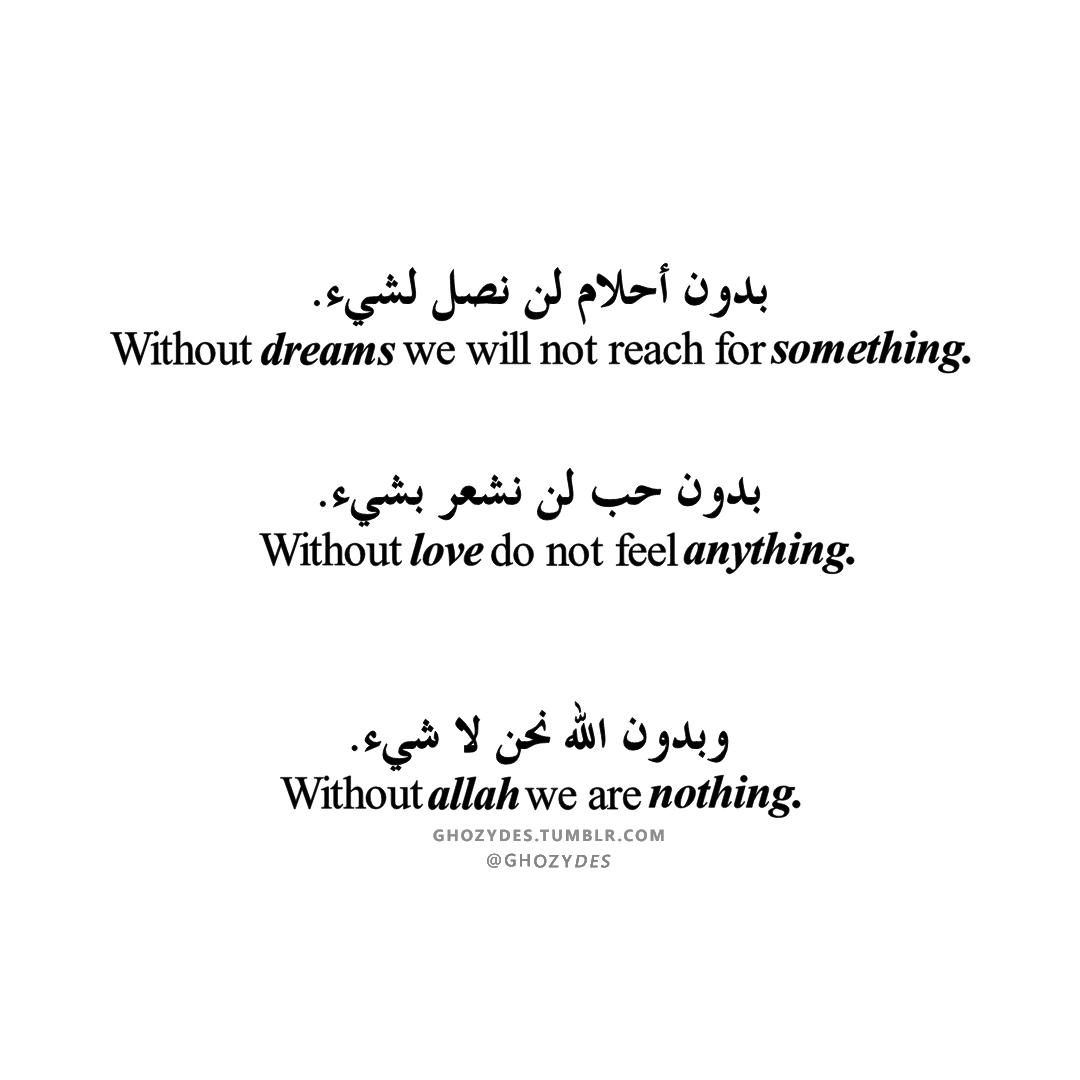 بدون أحلام لن نصل لشيء.
Without dreams we will not reach for something.
بدون حب لن نشعر بشيء.
Without love do not feel anything.
وبدون الله نحن لا شيء.
Without allah we are nothing.
GHOZYDES.TUMBLR.COM
@GHOZYDES